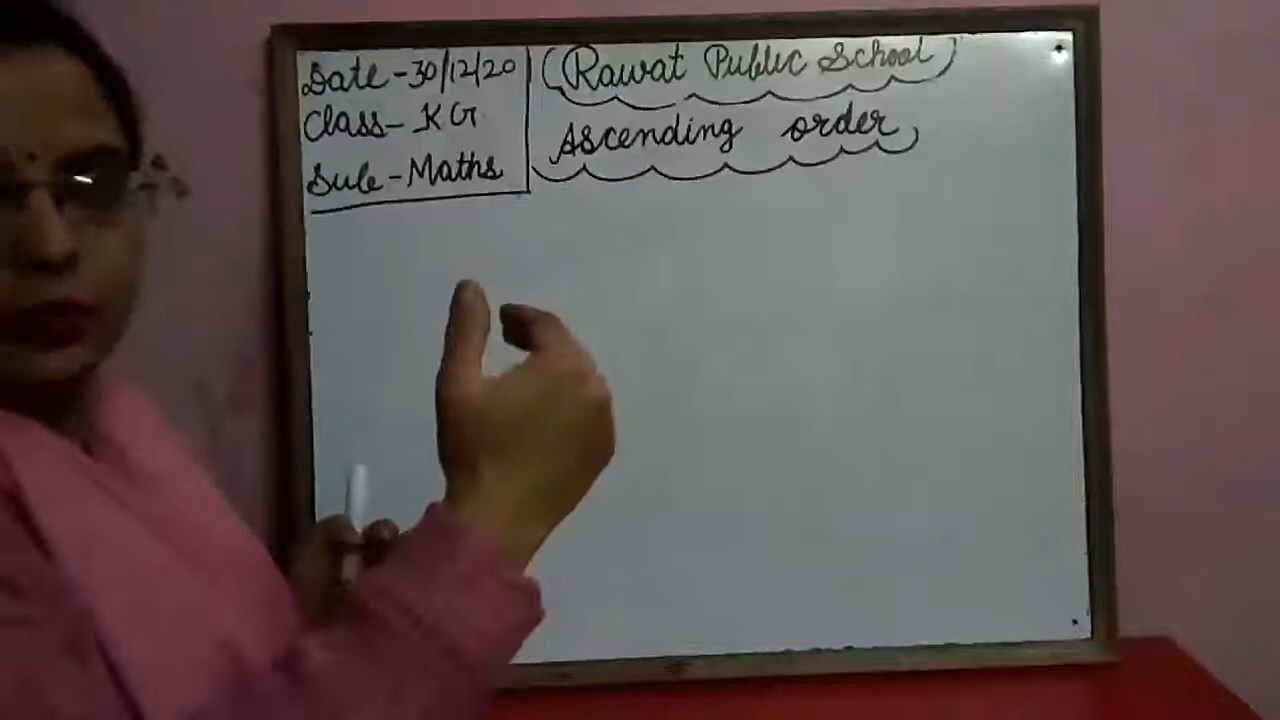 Date-30/12/20
Class-KG
Sub-Maths
(Rawat Public School)
Ascending order,